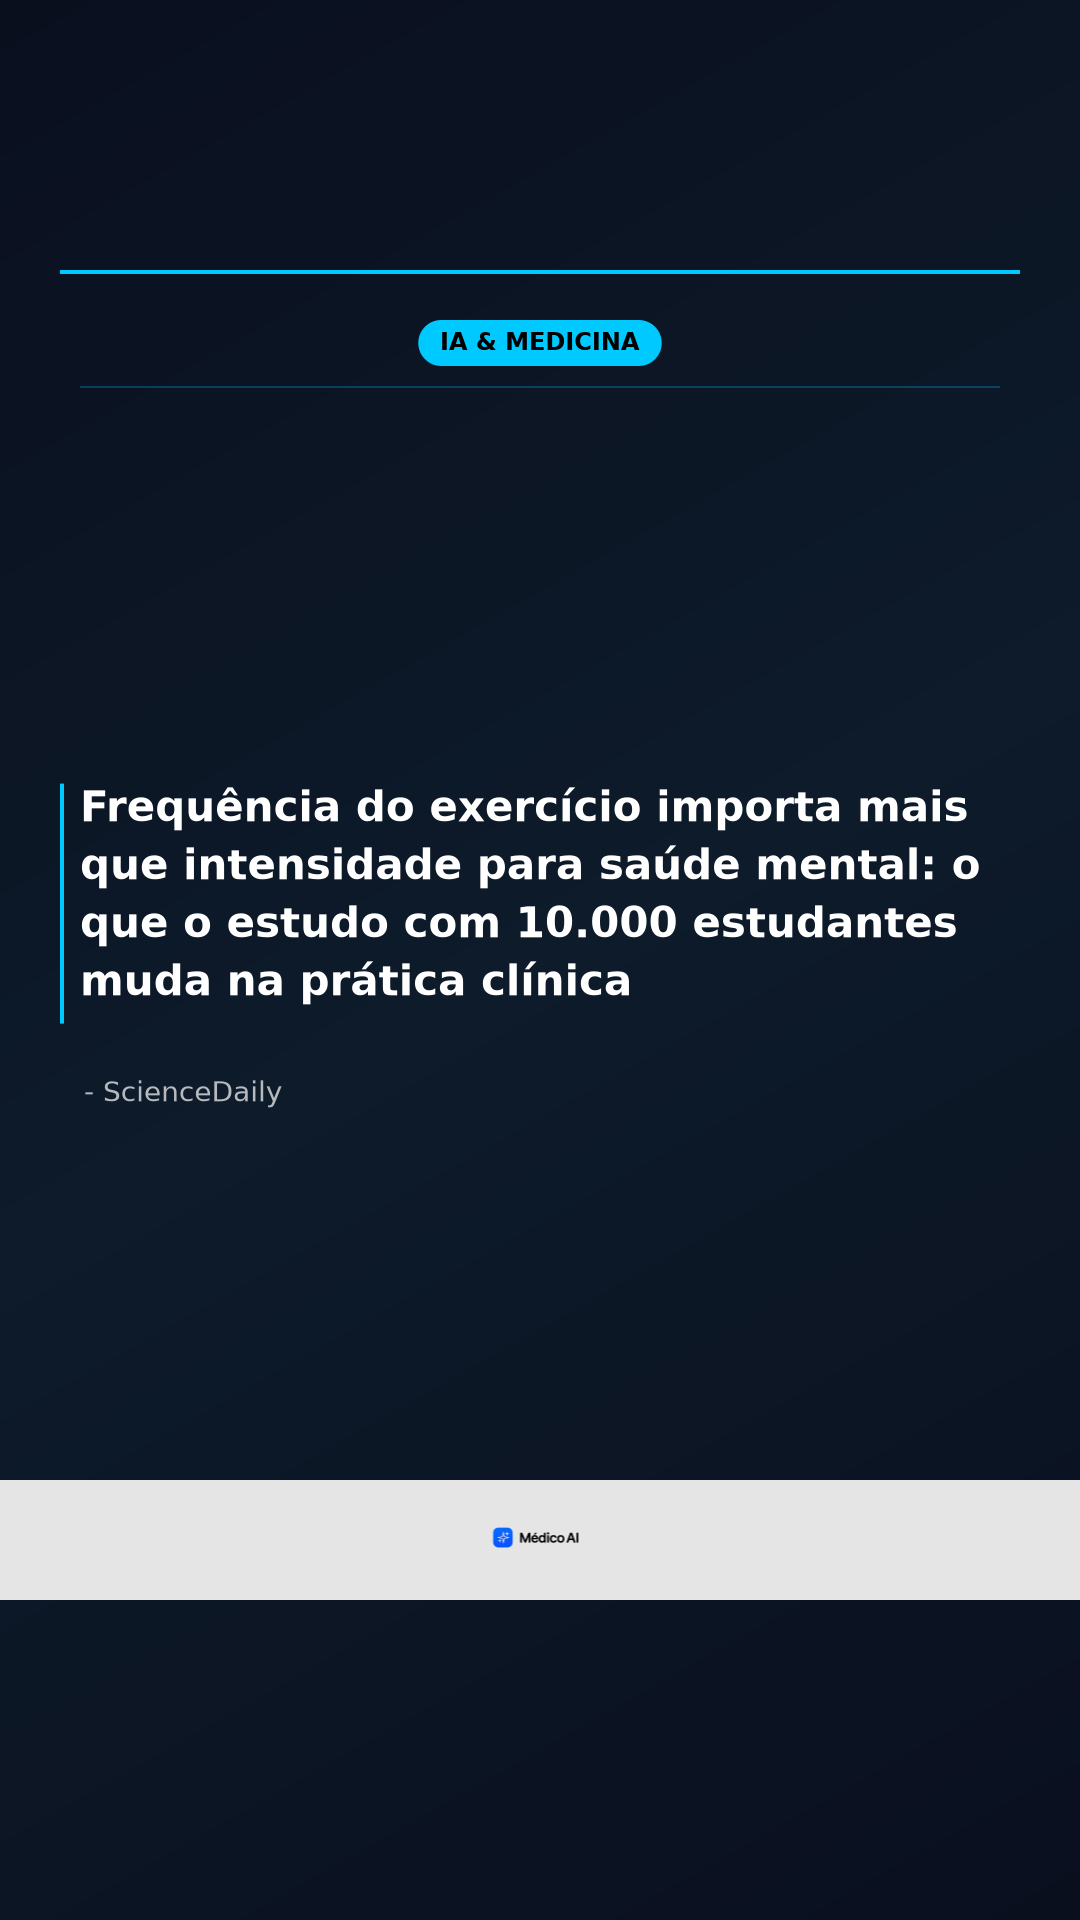 IA & MEDICINA
Frequência do exercício importa mais
que intensidade para saúde mental: o
que o estudo com 10.000 estudantes
muda na prática clínica
- ScienceDaily
Médico AI